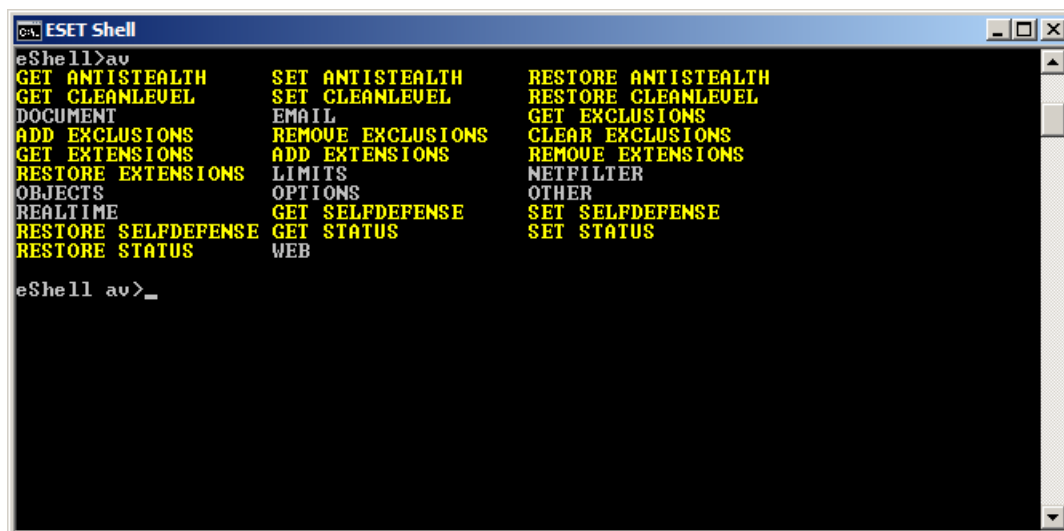 ESET Shell
eShell>av
GET ANTISTEALTH SET ANTISTEALTH RESTORE ANTISTEALTH
GET CLEANLEVEL SET CLEANLEVEL RESTORE CLEANLEVEL
DOCUMENT EMAIL GET EXCLUSIONS
ADD EXCLUSIONS REMOVE EXCLUSIONS CLEAR EXCLUSIONS
GET EXTENSIONS ADD EXTENSIONS REMOVE EXTENSIONS
RESTORE EXTENSIONS LIMITS NETFILTER
OBJECTS OPTIONS OTHER
REALTIME GET SELFDEFENSE SET SELFDEFENSE
RESTORE SELFDEFENSE GET STATUS SET STATUS
RESTORE STATUS WEB
eShell av>_